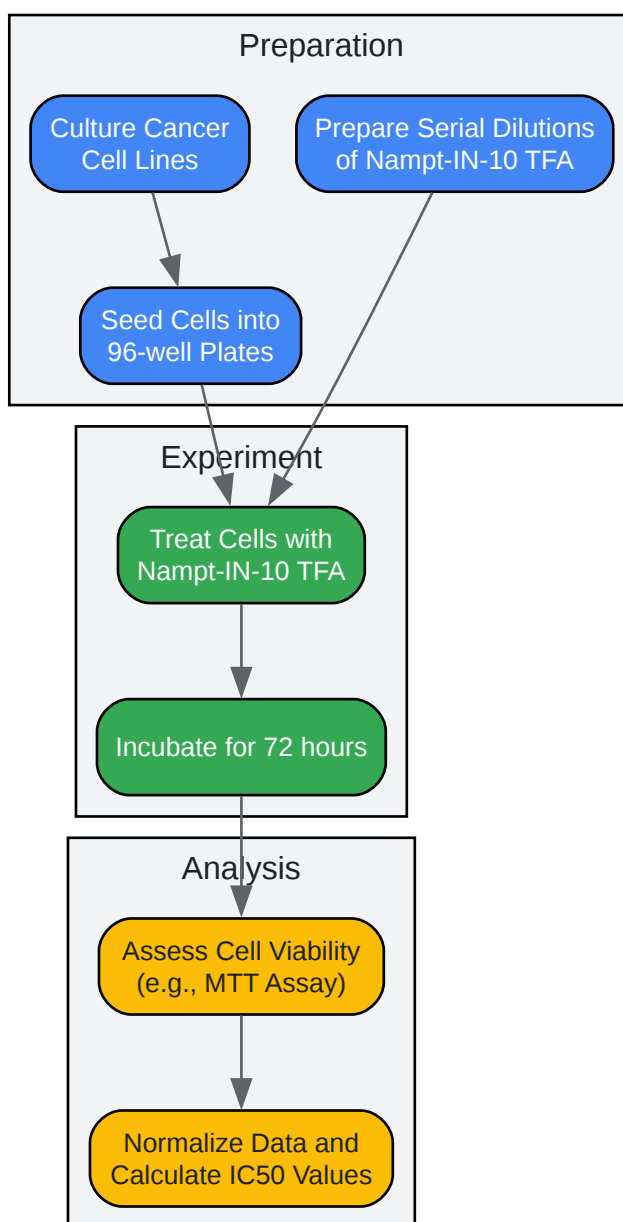 Preparation
Culture Cancer
Cell Lines
Prepare Serial Dilutions
of Nampt-IN-10 TFA
Seed Cells into
96-well Plates
Experiment
Treat Cells with
Nampt-IN-10 TFA
Incubate for 72 hours
Analysis
Assess Cell Viability
(e.g., MTT Assay)
Normalize Data and
Calculate IC50 Values